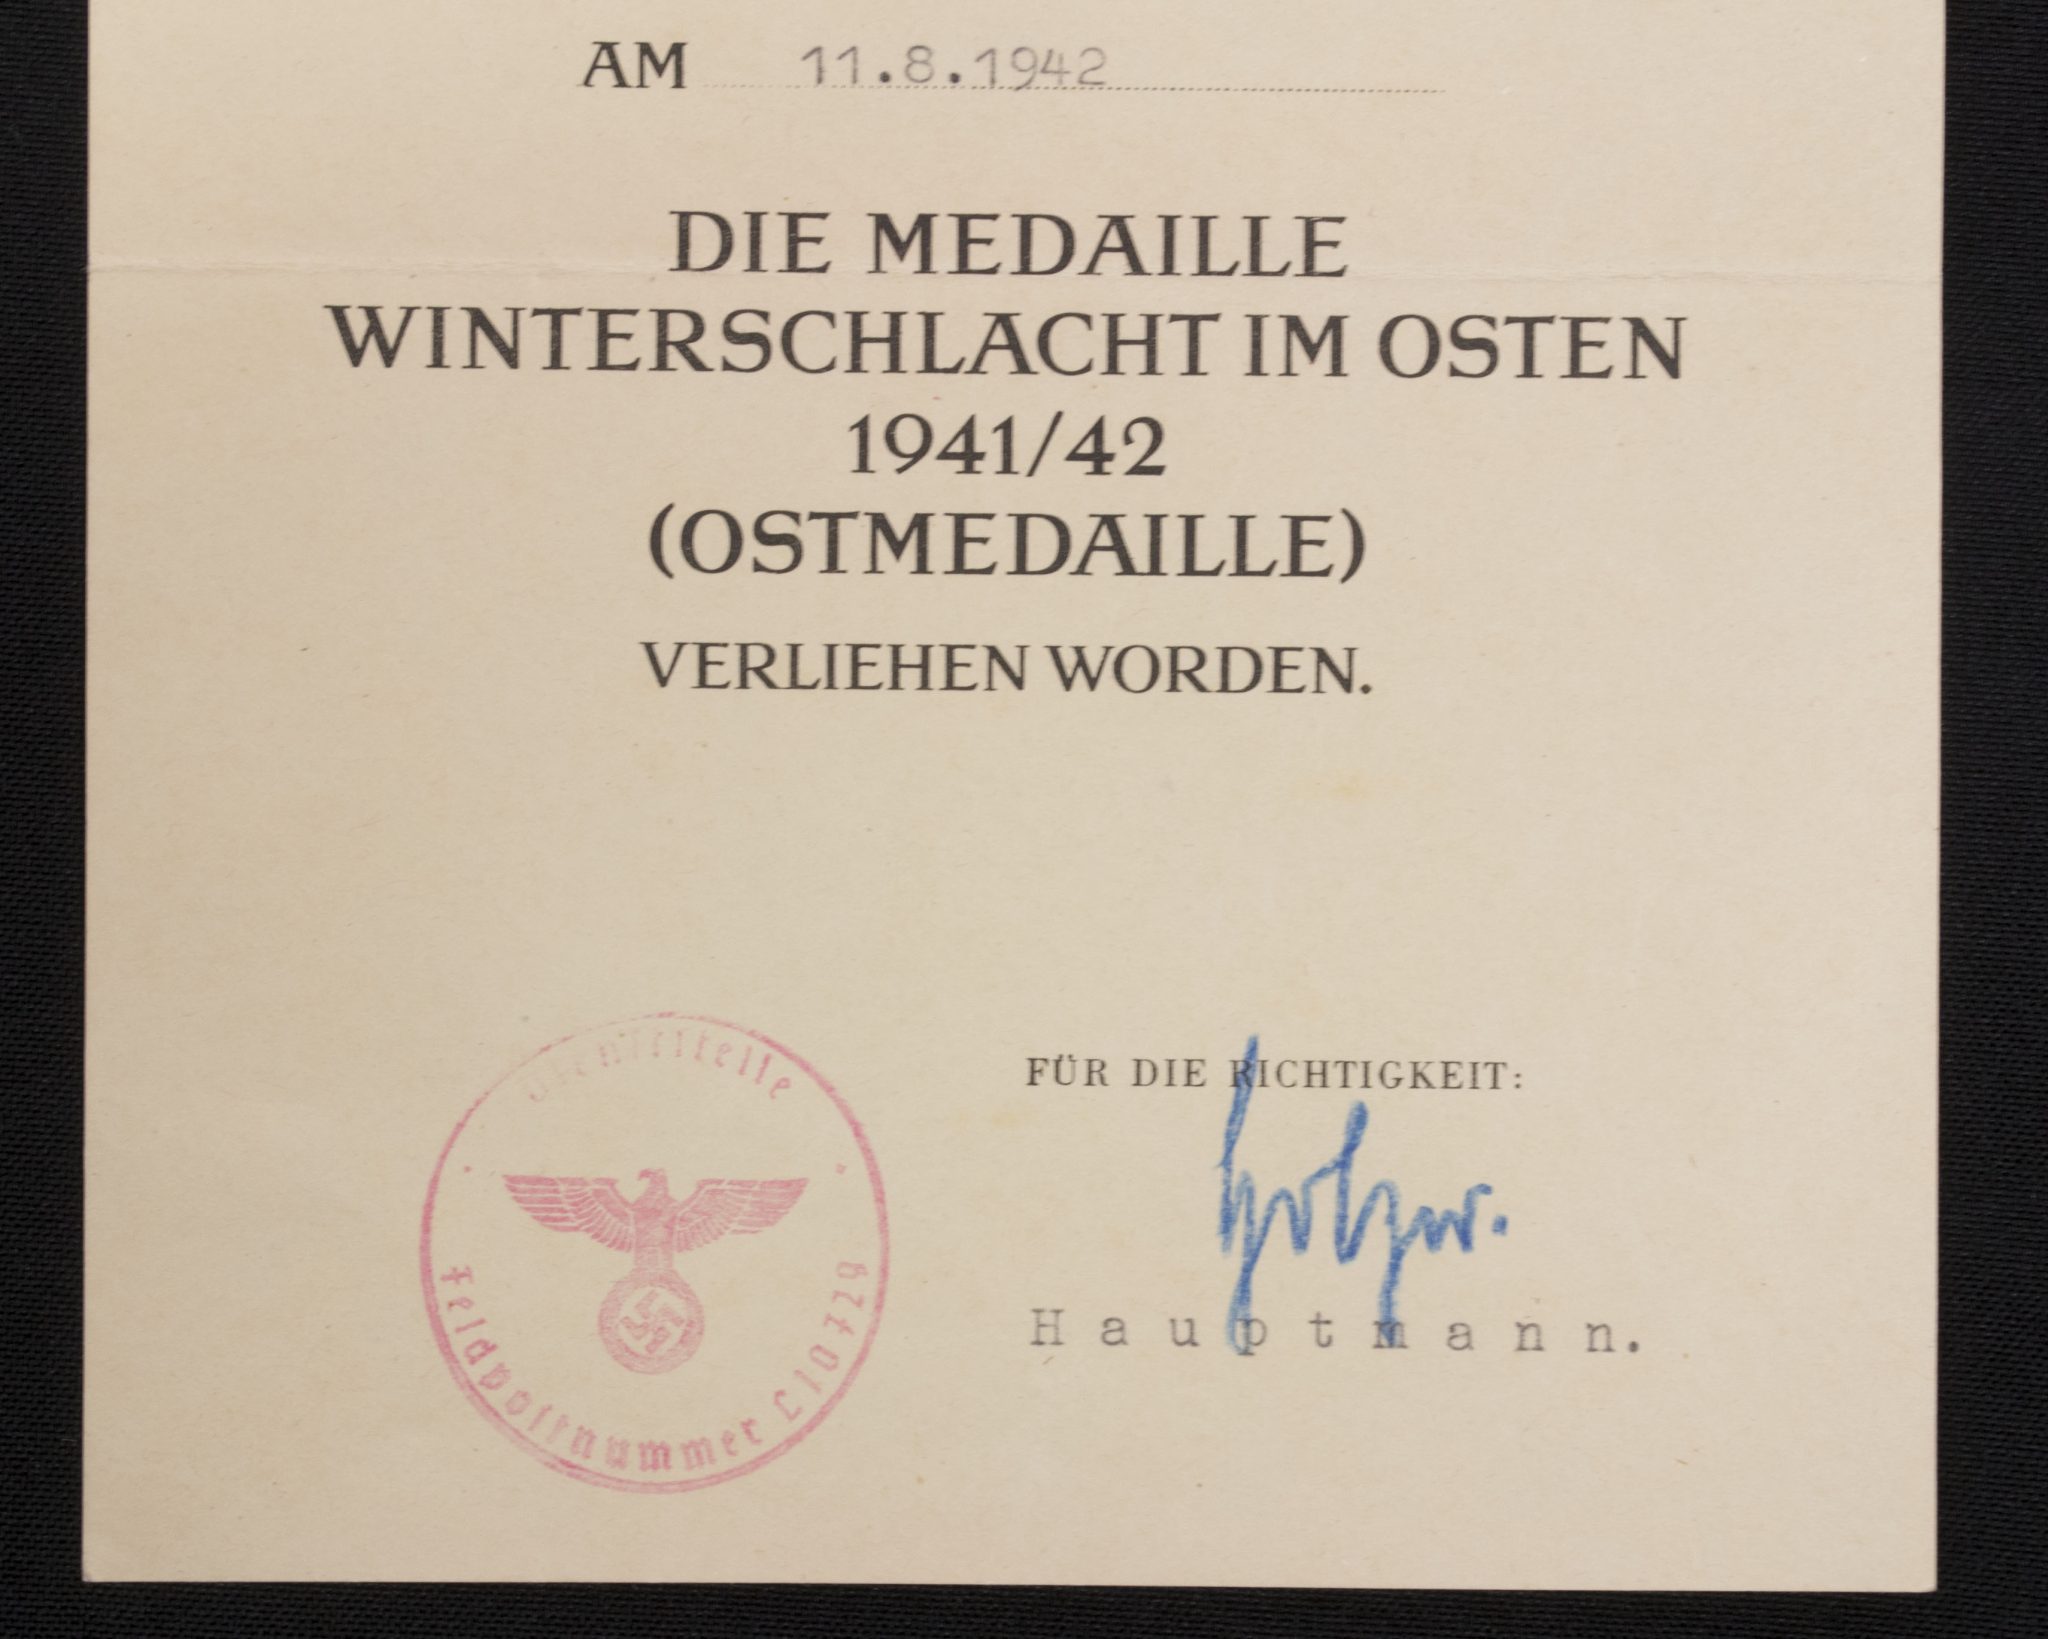 AM 11.8.1942
DIE MEDAILLE
WINTERSCHLACHT IM OSTEN
1941/42
(OSTMEDAILLE)
VERLIEHEN WORDEN.
Dienststelle
Feldpostnummer
FÜR DIE RICHTIGKEIT:
Hauptmann.